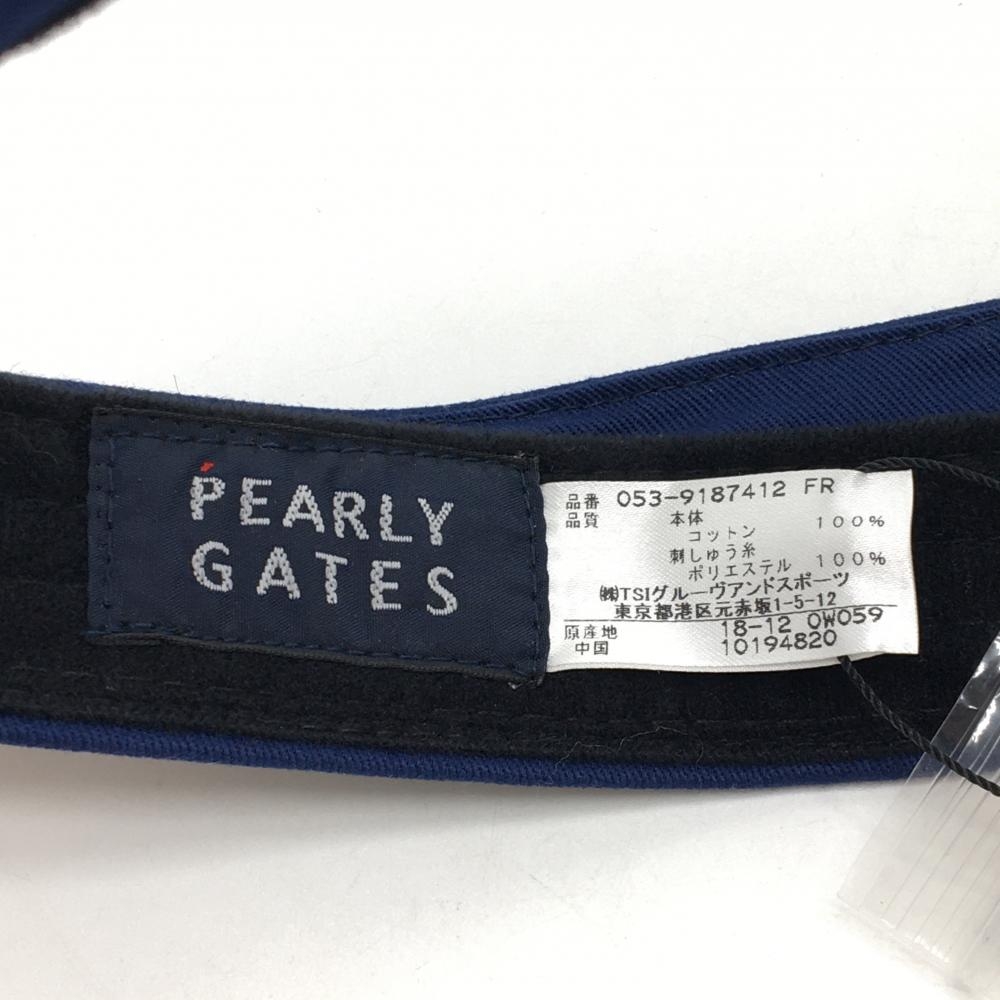 PEARLY
GATES
品番 053-9187412 FR
品質 本体 100%
コットン
刺しゅう糸
ポリエステル 100%
㈱TSIグルーヴアンドスポーツ
東京都港区元赤坂1-5-12
原産地 18-12 0W059
中国 10194820